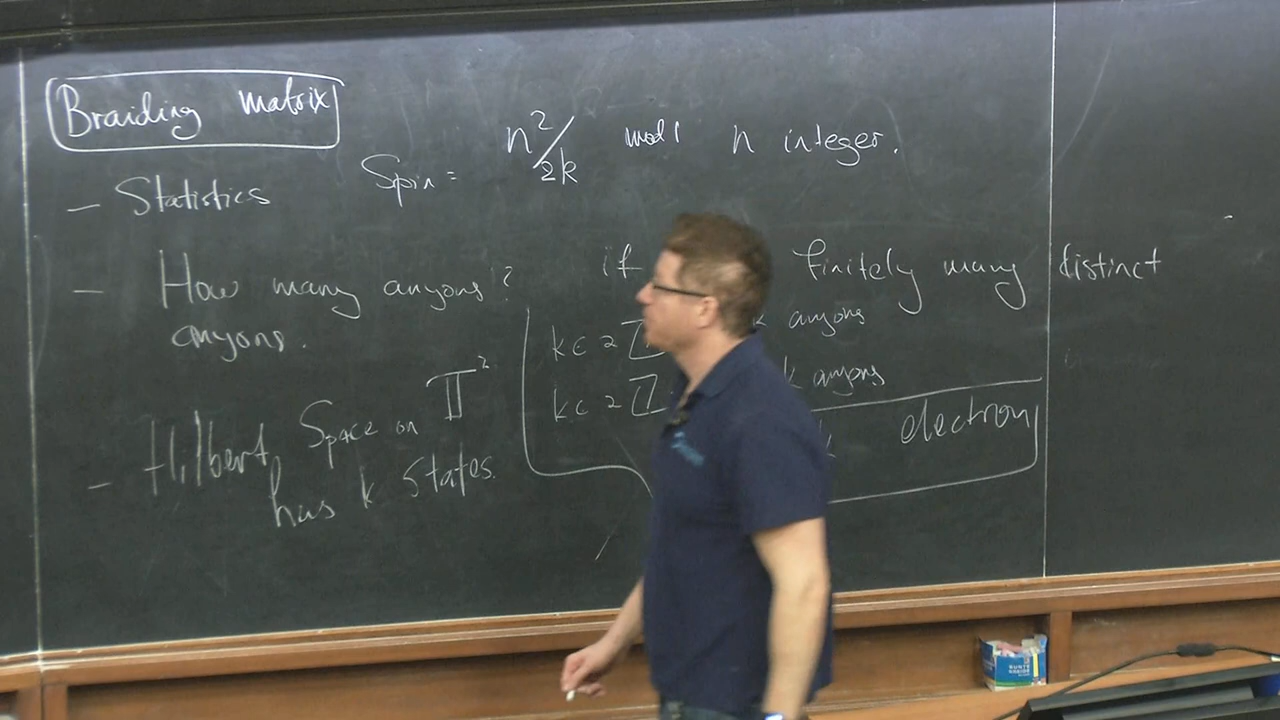 Braiding matrix
Spin = n²/2k mod 1 n integer.
— Statistics
— How many anyons? if finitely many distinct
anyons.
k ∈ 2ℤ k anyons
k ∈ 2ℤ k anyons
electron
— Hilbert Space on 𝕋²
has k states.